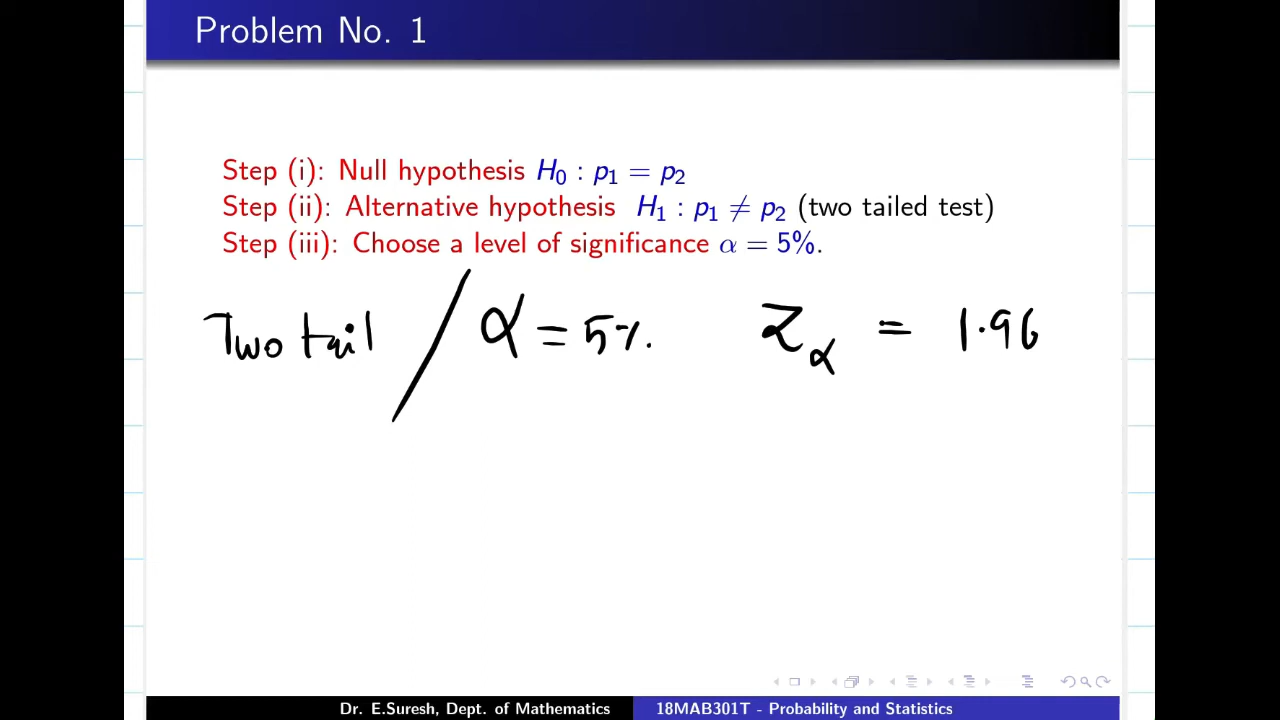 Problem No. 1
Step (i): Null hypothesis H₀ : p₁ = p₂
Step (ii): Alternative hypothesis H₁ : p₁ ≠ p₂ (two tailed test)
Step (iii): Choose a level of significance α = 5%.
Two tail / α = 5%. Z_α = 1.96
Dr. E.Suresh, Dept. of Mathematics 18MAB301T - Probability and Statistics